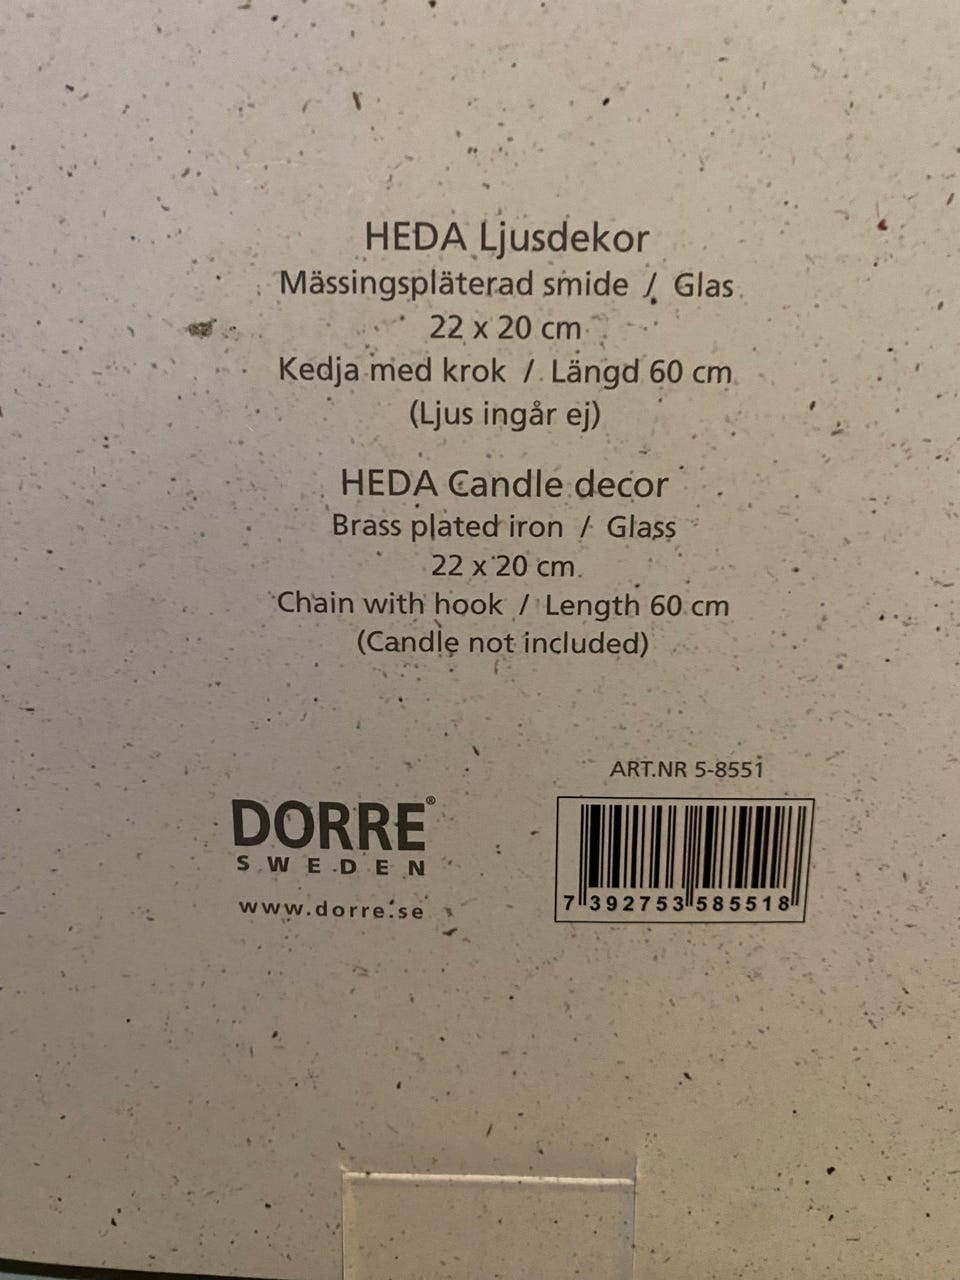 HEDA Ljusdekor
Mässingspläterad smide / Glas
22 x 20 cm
Kedja med krok / Längd 60 cm
(Ljus ingår ej)
HEDA Candle decor
Brass plated iron / Glass
22 x 20 cm
Chain with hook / Length 60 cm
(Candle not included)
ART.NR 5-8551
DORRE®
SWEDEN
www.dorre.se
7 392753 585518